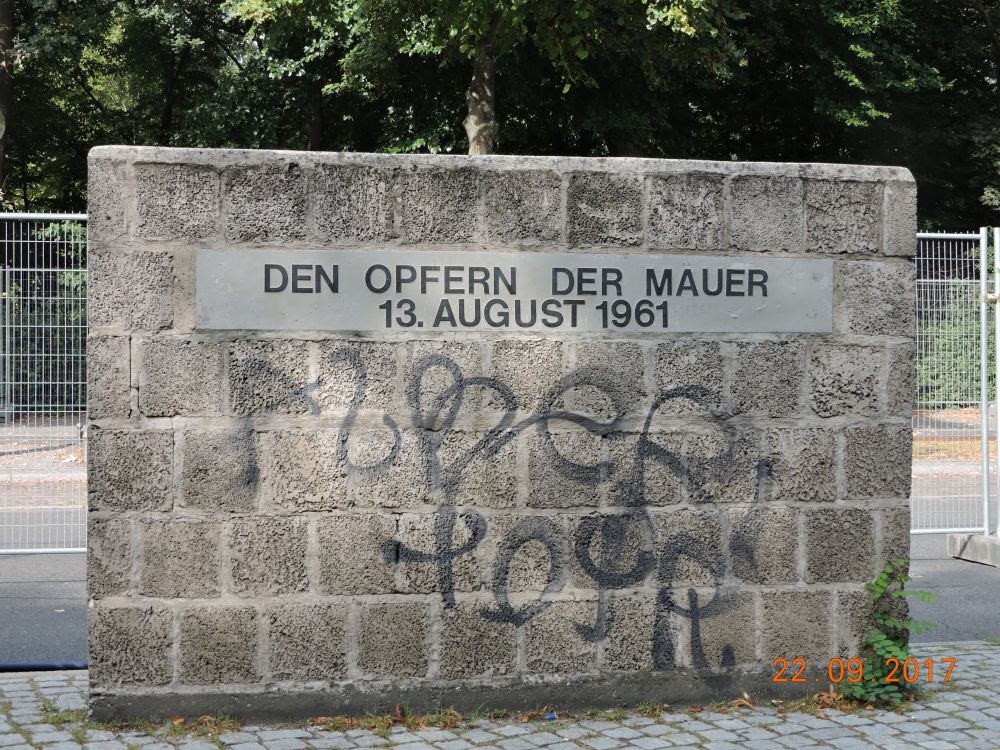 DEN OPFERN DER MAUER
13. AUGUST 1961
22.09.2017